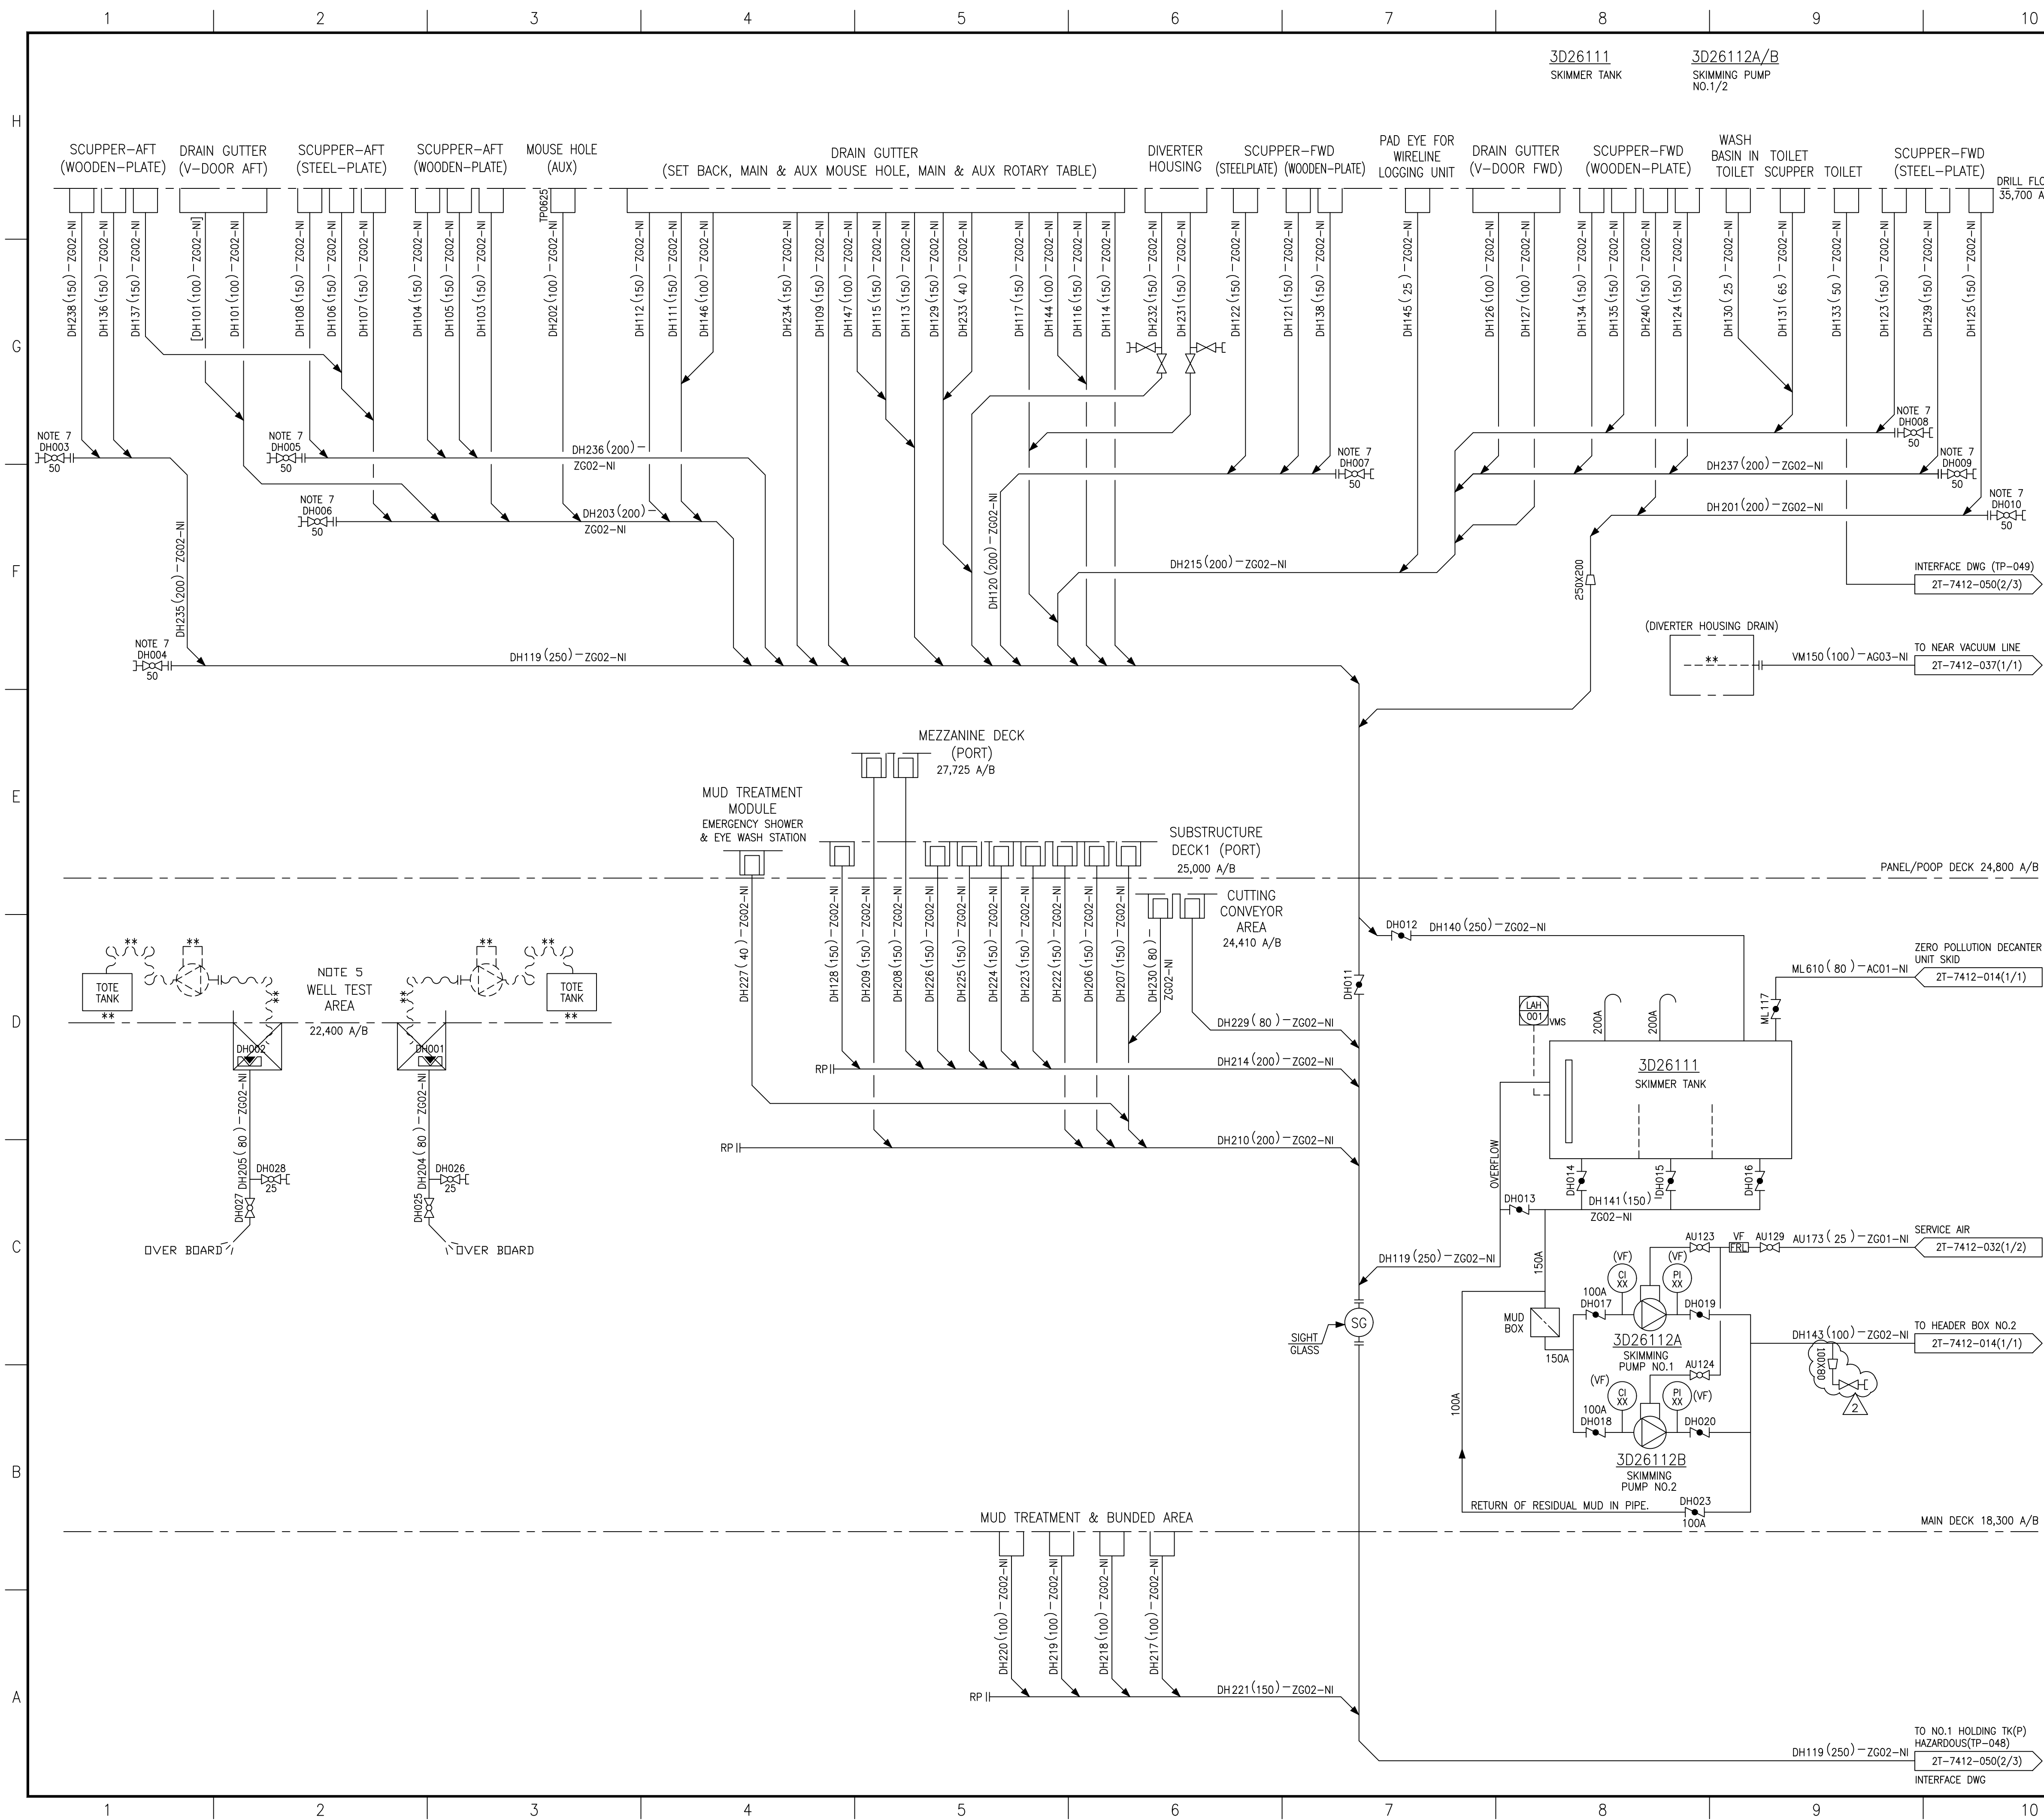 1 2 3 4 5 6 7 8 9 10
3D26111
SKIMMER TANK
3D26112A/B
SKIMMING PUMP
NO.1/2
H
SCUPPER-AFT
(WOODEN-PLATE)
DRAIN GUTTER
(V-DOOR AFT)
SCUPPER-AFT
(STEEL-PLATE)
SCUPPER-AFT
(WOODEN-PLATE)
MOUSE HOLE
(AUX)
DRAIN GUTTER
(SET BACK, MAIN & AUX MOUSE HOLE, MAIN & AUX ROTARY TABLE)
DIVERTER
HOUSING
SCUPPER-FWD
(STEELPLATE) (WOODEN-PLATE)
PAD EYE FOR
WIRELINE
LOGGING UNIT
DRAIN GUTTER
(V-DOOR FWD)
SCUPPER-FWD
(WOODEN-PLATE)
WASH
BASIN IN
TOILET
TOILET
SCUPPER
TOILET
SCUPPER-FWD
(STEEL-PLATE)
DRILL FLO
35,700 A
TP0625
G
DH238(150)-ZG02-NI
DH136(150)-ZG02-NI
DH137(150)-ZG02-NI
[DH101(100)-ZG02-NI]
DH101(100)-ZG02-NI
DH108(150)-ZG02-NI
DH106(150)-ZG02-NI
DH107(150)-ZG02-NI
DH104(150)-ZG02-NI
DH105(150)-ZG02-NI
DH103(150)-ZG02-NI
DH202(100)-ZG02-NI
DH112(150)-ZG02-NI
DH111(150)-ZG02-NI
DH146(100)-ZG02-NI
DH234(150)-ZG02-NI
DH109(150)-ZG02-NI
DH147(100)-ZG02-NI
DH115(150)-ZG02-NI
DH113(150)-ZG02-NI
DH129(150)-ZG02-NI
DH233( 40)-ZG02-NI
DH117(150)-ZG02-NI
DH144(100)-ZG02-NI
DH116(150)-ZG02-NI
DH114(150)-ZG02-NI
DH232(150)-ZG02-NI
DH231(150)-ZG02-NI
DH122(150)-ZG02-NI
DH121(150)-ZG02-NI
DH138(150)-ZG02-NI
DH145( 25)-ZG02-NI
DH126(100)-ZG02-NI
DH127(100)-ZG02-NI
DH134(150)-ZG02-NI
DH135(150)-ZG02-NI
DH240(150)-ZG02-NI
DH124(150)-ZG02-NI
DH130( 25)-ZG02-NI
DH131( 65)-ZG02-NI
DH133( 50)-ZG02-NI
DH123(150)-ZG02-NI
DH239(150)-ZG02-NI
DH125(150)-ZG02-NI
NOTE 7
DH003
50
NOTE 7
DH005
50
DH236(200)-
ZG02-NI
NOTE 7
DH007
50
NOTE 7
DH008
50
DH237(200)-ZG02-NI
NOTE 7
DH009
50
NOTE 7
DH006
50
DH203(200)-
ZG02-NI
DH201(200)-ZG02-NI
NOTE 7
DH010
50
F
DH235(200)-ZG02-NI
DH120(200)-ZG02-NI
DH215(200)-ZG02-NI
250X200
INTERFACE DWG (TP-049)
2T-7412-050(2/3)
(DIVERTER HOUSING DRAIN)
**
NOTE 7
DH004
50
DH119(250)-ZG02-NI
VM150(100)-AG03-NI
TO NEAR VACUUM LINE
2T-7412-037(1/1)
E
MEZZANINE DECK
(PORT)
27,725 A/B
MUD TREATMENT
MODULE
EMERGENCY SHOWER
& EYE WASH STATION
SUBSTRUCTURE
DECK1 (PORT)
25,000 A/B
PANEL/POOP DECK 24,800 A/B
CUTTING
CONVEYOR
AREA
24,410 A/B
DH227( 40)-ZG02-NI
DH128(150)-ZG02-NI
DH209(150)-ZG02-NI
DH208(150)-ZG02-NI
DH226(150)-ZG02-NI
DH225(150)-ZG02-NI
DH224(150)-ZG02-NI
DH223(150)-ZG02-NI
DH222(150)-ZG02-NI
DH206(150)-ZG02-NI
DH207(150)-ZG02-NI
DH230( 80)-
ZG02-NI
DH012
DH140(250)-ZG02-NI
DH011
D
** ** ** **
TOTE
TANK
**
**
NOTE 5
WELL TEST
AREA
22,400 A/B
**
TOTE
TANK
**
DH002
DH001
ZERO POLLUTION DECANTER
UNIT SKID
ML610( 80)-AC01-NI
2T-7412-014(1/1)
ML117
LAH
001
VMS
200A
200A
3D26111
SKIMMER TANK
DH229( 80)-ZG02-NI
RP
DH214(200)-ZG02-NI
RP
DH210(200)-ZG02-NI
DH205( 80)-ZG02-NI
DH204( 80)-ZG02-NI
DH028
25
DH026
25
DH027
DH025
OVER BOARD
OVER BOARD
C
OVERFLOW
DH013
DH014
DH015
DH016
DH141(150)-
ZG02-NI
DH119(250)-ZG02-NI
150A
AU123
VF
FRL
AU129
AU173( 25)-ZG01-NI
SERVICE AIR
2T-7412-032(1/2)
(VF)
CI
XX
(VF)
PI
XX
100A
DH017
DH019
MUD
BOX
150A
3D26112A
SKIMMING
PUMP NO.1
SG
SIGHT
GLASS
DH143(100)-ZG02-NI
TO HEADER BOX NO.2
2T-7412-014(1/1)
100X80
2
AU124
(VF)
CI
XX
PI
XX
(VF)
100A
100A
DH018
DH020
3D26112B
SKIMMING
PUMP NO.2
B
RETURN OF RESIDUAL MUD IN PIPE.
DH023
100A
MUD TREATMENT & BUNDED AREA
MAIN DECK 18,300 A/B
DH220(100)-ZG02-NI
DH219(100)-ZG02-NI
DH218(100)-ZG02-NI
DH217(100)-ZG02-NI
A
RP
DH221(150)-ZG02-NI
DH119(250)-ZG02-NI
TO NO.1 HOLDING TK(P)
HAZARDOUS(TP-048)
2T-7412-050(2/3)
INTERFACE DWG
1 2 3 4 5 6 7 8 9 10